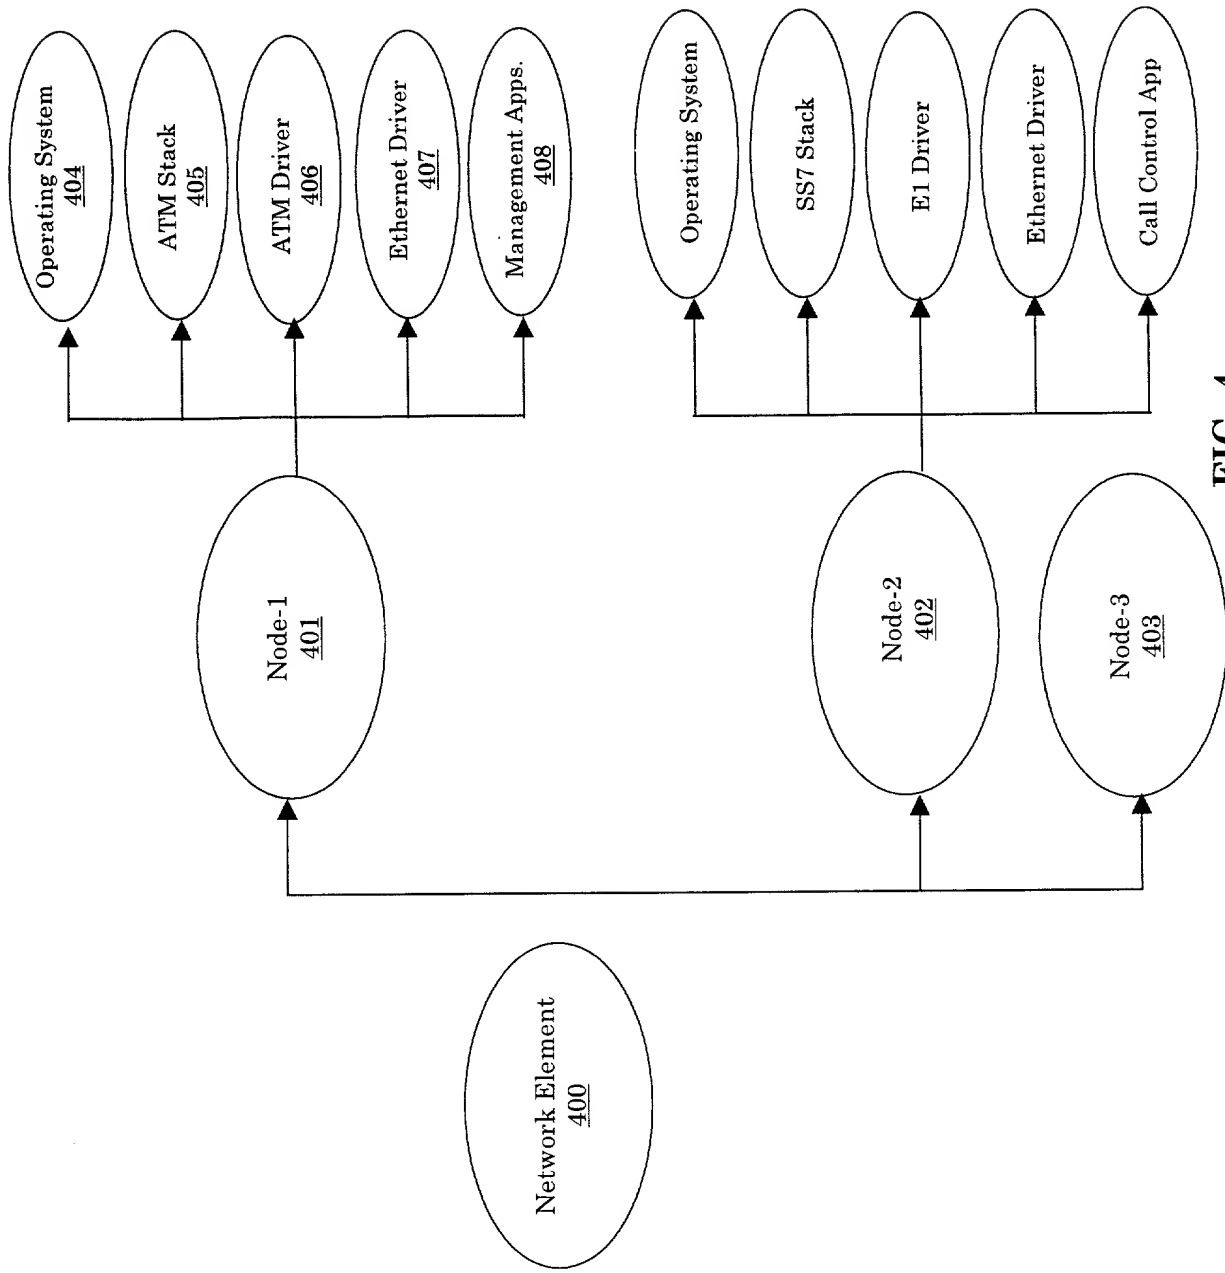 Network Element
400
Node-1
401
Node-2
402
Node-3
403
Operating System
404
ATM Stack
405
ATM Driver
406
Ethernet Driver
407
Management Apps.
408
Operating System
SS7 Stack
E1 Driver
Ethernet Driver
Call Control App
FIG. 4